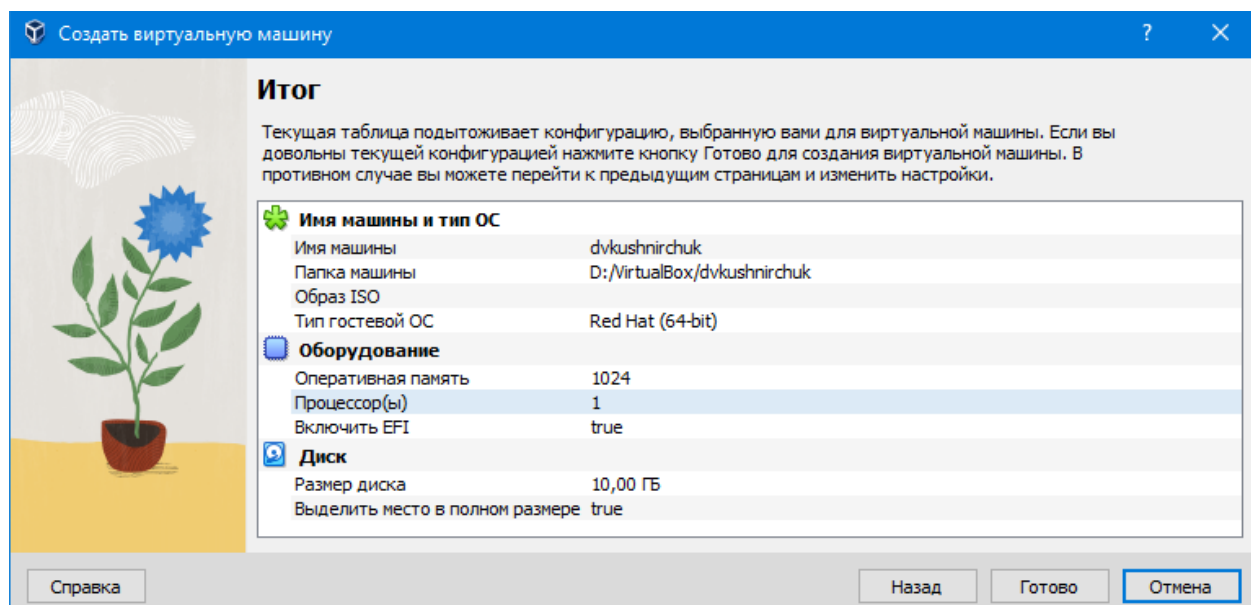 Создать виртуальную машину
?
Итог
Текущая таблица подытоживает конфигурацию, выбранную вами для виртуальной машины. Если вы
довольны текущей конфигурацией нажмите кнопку Готово для создания виртуальной машины. В
противном случае вы можете перейти к предыдущим страницам и изменить настройки.
Имя машины и тип ОС
Имя машины dvkushnirchuk
Папка машины D:/VirtualBox/dvkushnirchuk
Образ ISO
Тип гостевой ОС Red Hat (64-bit)
Оборудование
Оперативная память 1024
Процессор(ы) 1
Включить EFI true
Диск
Размер диска 10,00 ГБ
Выделить место в полном размере true
Справка Назад Готово Отмена